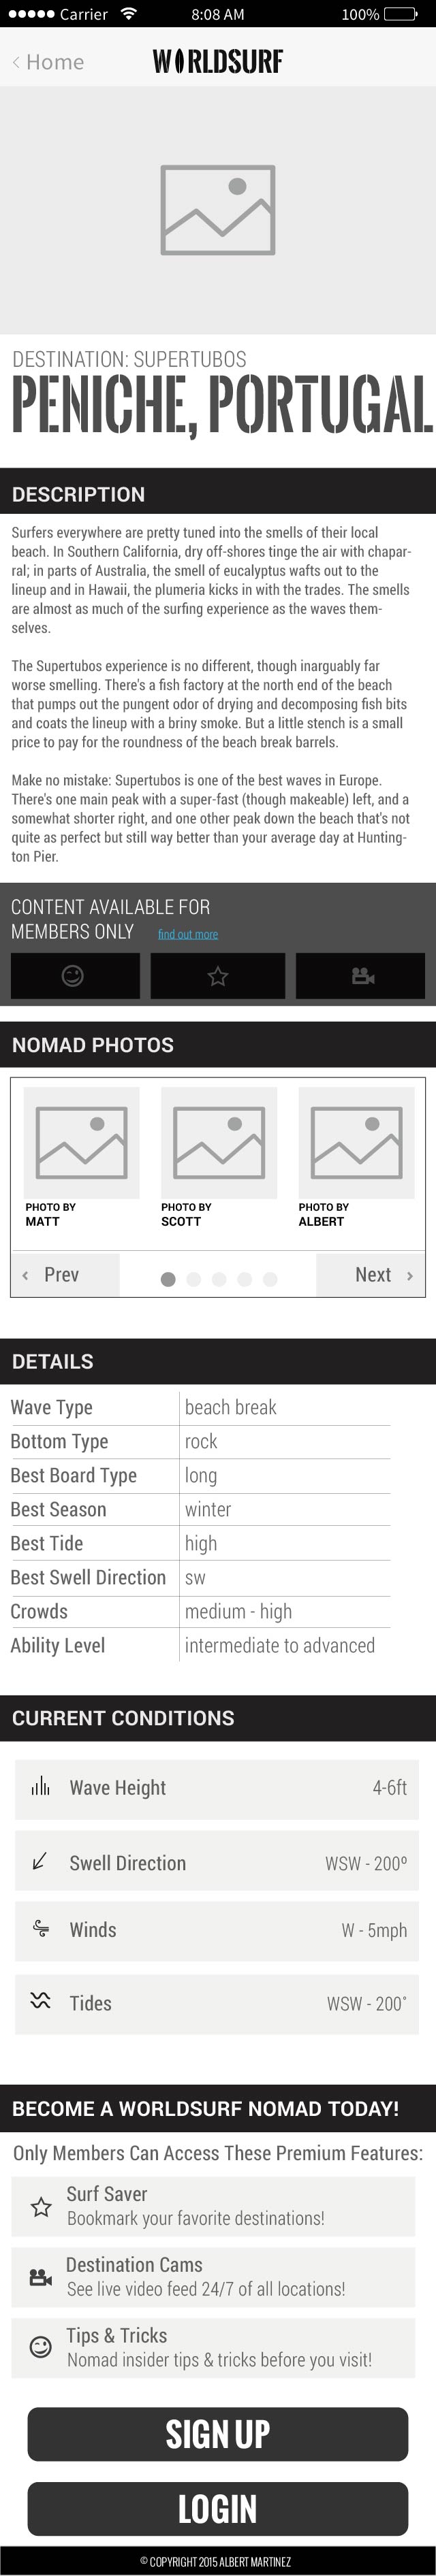 Carrier 8:08 AM 100%
< Home WORLDSURF
DESTINATION: SUPERTUBOS
PENICHE, PORTUGAL
DESCRIPTION
Surfers everywhere are pretty tuned into the smells of their local
beach. In Southern California, dry off-shores tinge the air with chapar-
ral; in parts of Australia, the smell of eucalyptus wafts out to the
lineup and in Hawaii, the plumeria kicks in with the trades. The smells
are almost as much of the surfing experience as the waves them-
selves.
The Supertubos experience is no different, though inarguably far
worse smelling. There's a fish factory at the north end of the beach
that pumps out the pungent odor of drying and decomposing fish bits
and coats the lineup with a briny smoke. But a little stench is a small
price to pay for the roundness of the beach break barrels.
Make no mistake: Supertubos is one of the best waves in Europe.
There's one main peak with a super-fast (though makeable) left, and a
somewhat shorter right, and one other peak down the beach that's not
quite as perfect but still way better than your average day at Hunting-
ton Pier.
CONTENT AVAILABLE FOR
MEMBERS ONLY find out more
NOMAD PHOTOS
PHOTO BY
MATT
PHOTO BY
SCOTT
PHOTO BY
ALBERT
< Prev Next >
DETAILS
Wave Type beach break
Bottom Type rock
Best Board Type long
Best Season winter
Best Tide high
Best Swell Direction sw
Crowds medium - high
Ability Level intermediate to advanced
CURRENT CONDITIONS
Wave Height 4-6ft
Swell Direction WSW - 200º
Winds W - 5mph
Tides WSW - 200˚
BECOME A WORLDSURF NOMAD TODAY!
Only Members Can Access These Premium Features:
Surf Saver
Bookmark your favorite destinations!
Destination Cams
See live video feed 24/7 of all locations!
Tips & Tricks
Nomad insider tips & tricks before you visit!
SIGN UP
LOGIN
© COPYRIGHT 2015 ALBERT MARTINEZ